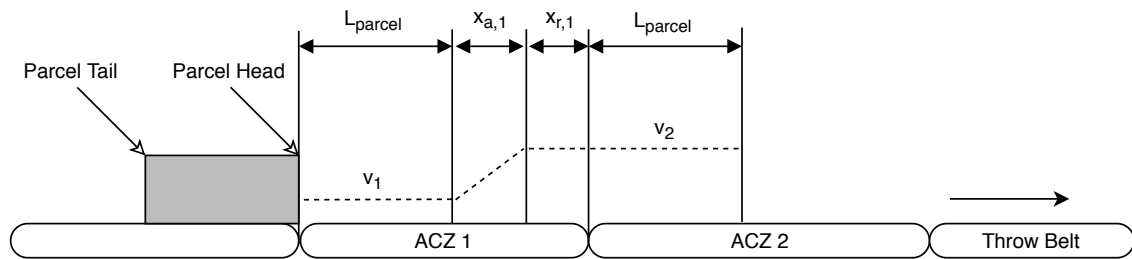 L_parcel x_a,1 x_r,1 L_parcel
Parcel Tail Parcel Head
v_1 v_2
ACZ 1 ACZ 2 Throw Belt